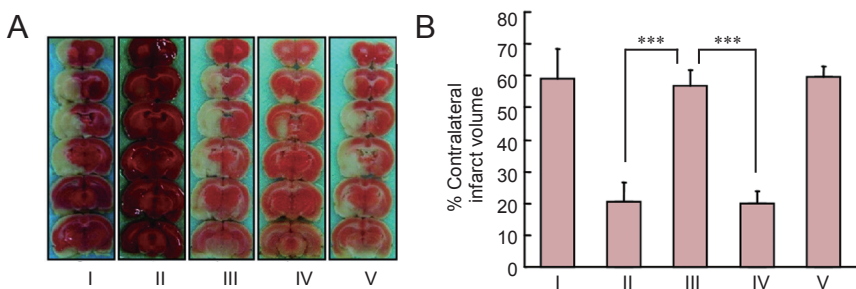 A
I II III IV V
B
% Contralateral
infarct volume
80
70
60
50
40
30
20
10
0
*** ***
I II III IV V